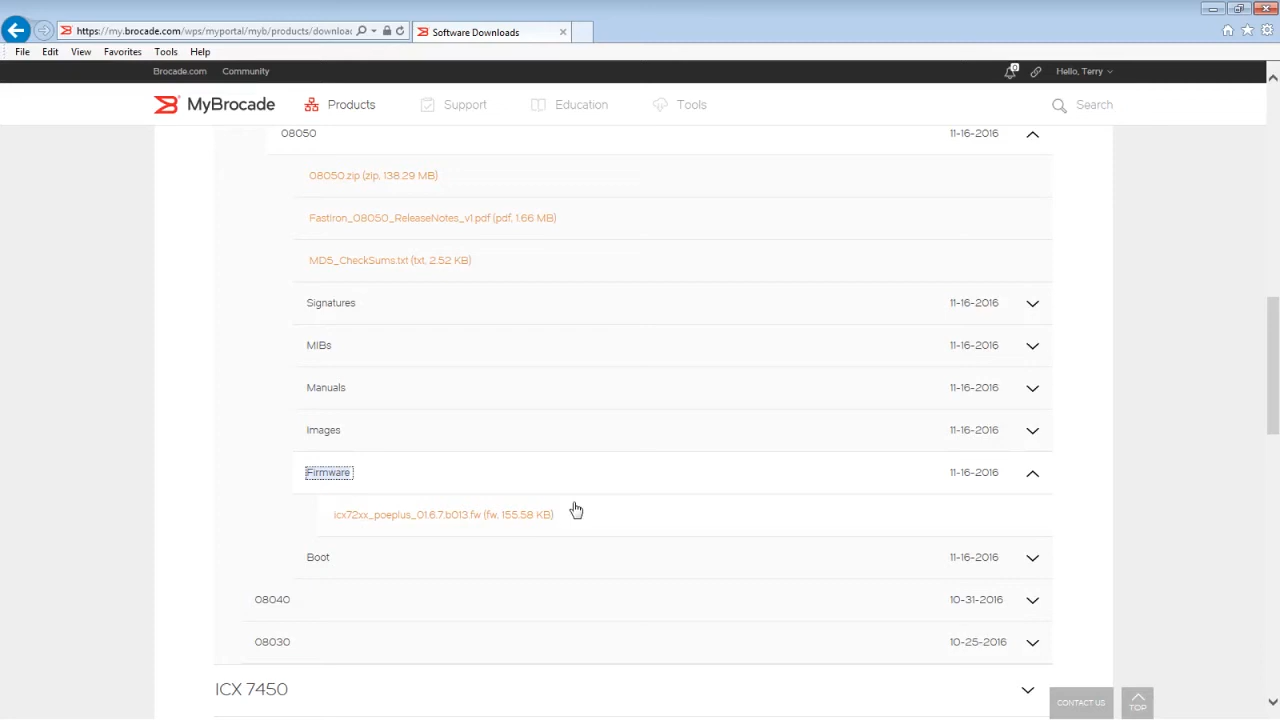 https://my.brocade.com/wps/myportal/myb/products/downloa
Software Downloads
File Edit View Favorites Tools Help
Brocade.com Community
0
Hello, Terry
MyBrocade Products Support Education Tools Search
08050 11-16-2016
08050.zip (zip, 138.29 MB)
FastIron_08050_ReleaseNotes_v1.pdf (pdf, 1.66 MB)
MD5_CheckSums.txt (txt, 2.52 KB)
Signatures 11-16-2016
MIBs 11-16-2016
Manuals 11-16-2016
Images 11-16-2016
Firmware 11-16-2016
icx72xx_poeplus_01.6.7.b013.fw (fw, 155.58 KB)
Boot 11-16-2016
08040 10-31-2016
08030 10-25-2016
ICX 7450
CONTACT US
TOP